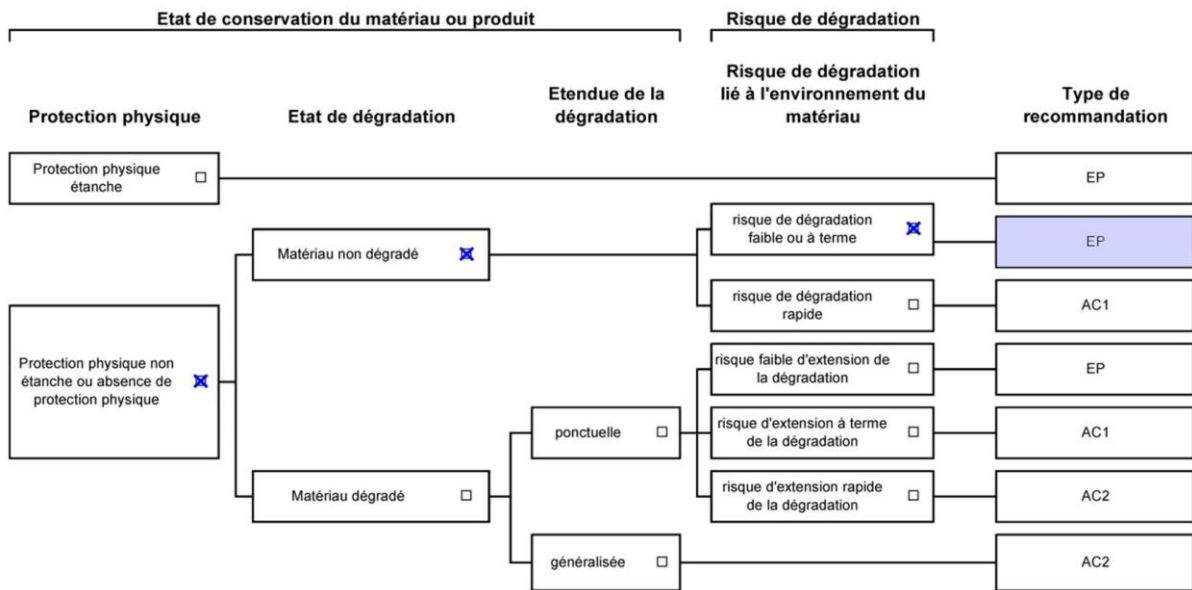 Etat de conservation du matériau ou produit
Risque de dégradation
Protection physique
Etat de dégradation
Etendue de la
dégradation
Risque de dégradation
lié à l'environnement du
matériau
Type de
recommandation
Protection physique
étanche
EP
Matériau non dégradé
risque de dégradation
faible ou à terme
EP
risque de dégradation
rapide
AC1
Protection physique non
étanche ou absence de
protection physique
risque faible d'extension de
la dégradation
EP
ponctuelle
risque d'extension à terme
de la dégradation
AC1
Matériau dégradé
risque d'extension rapide
de la dégradation
AC2
généralisée
AC2